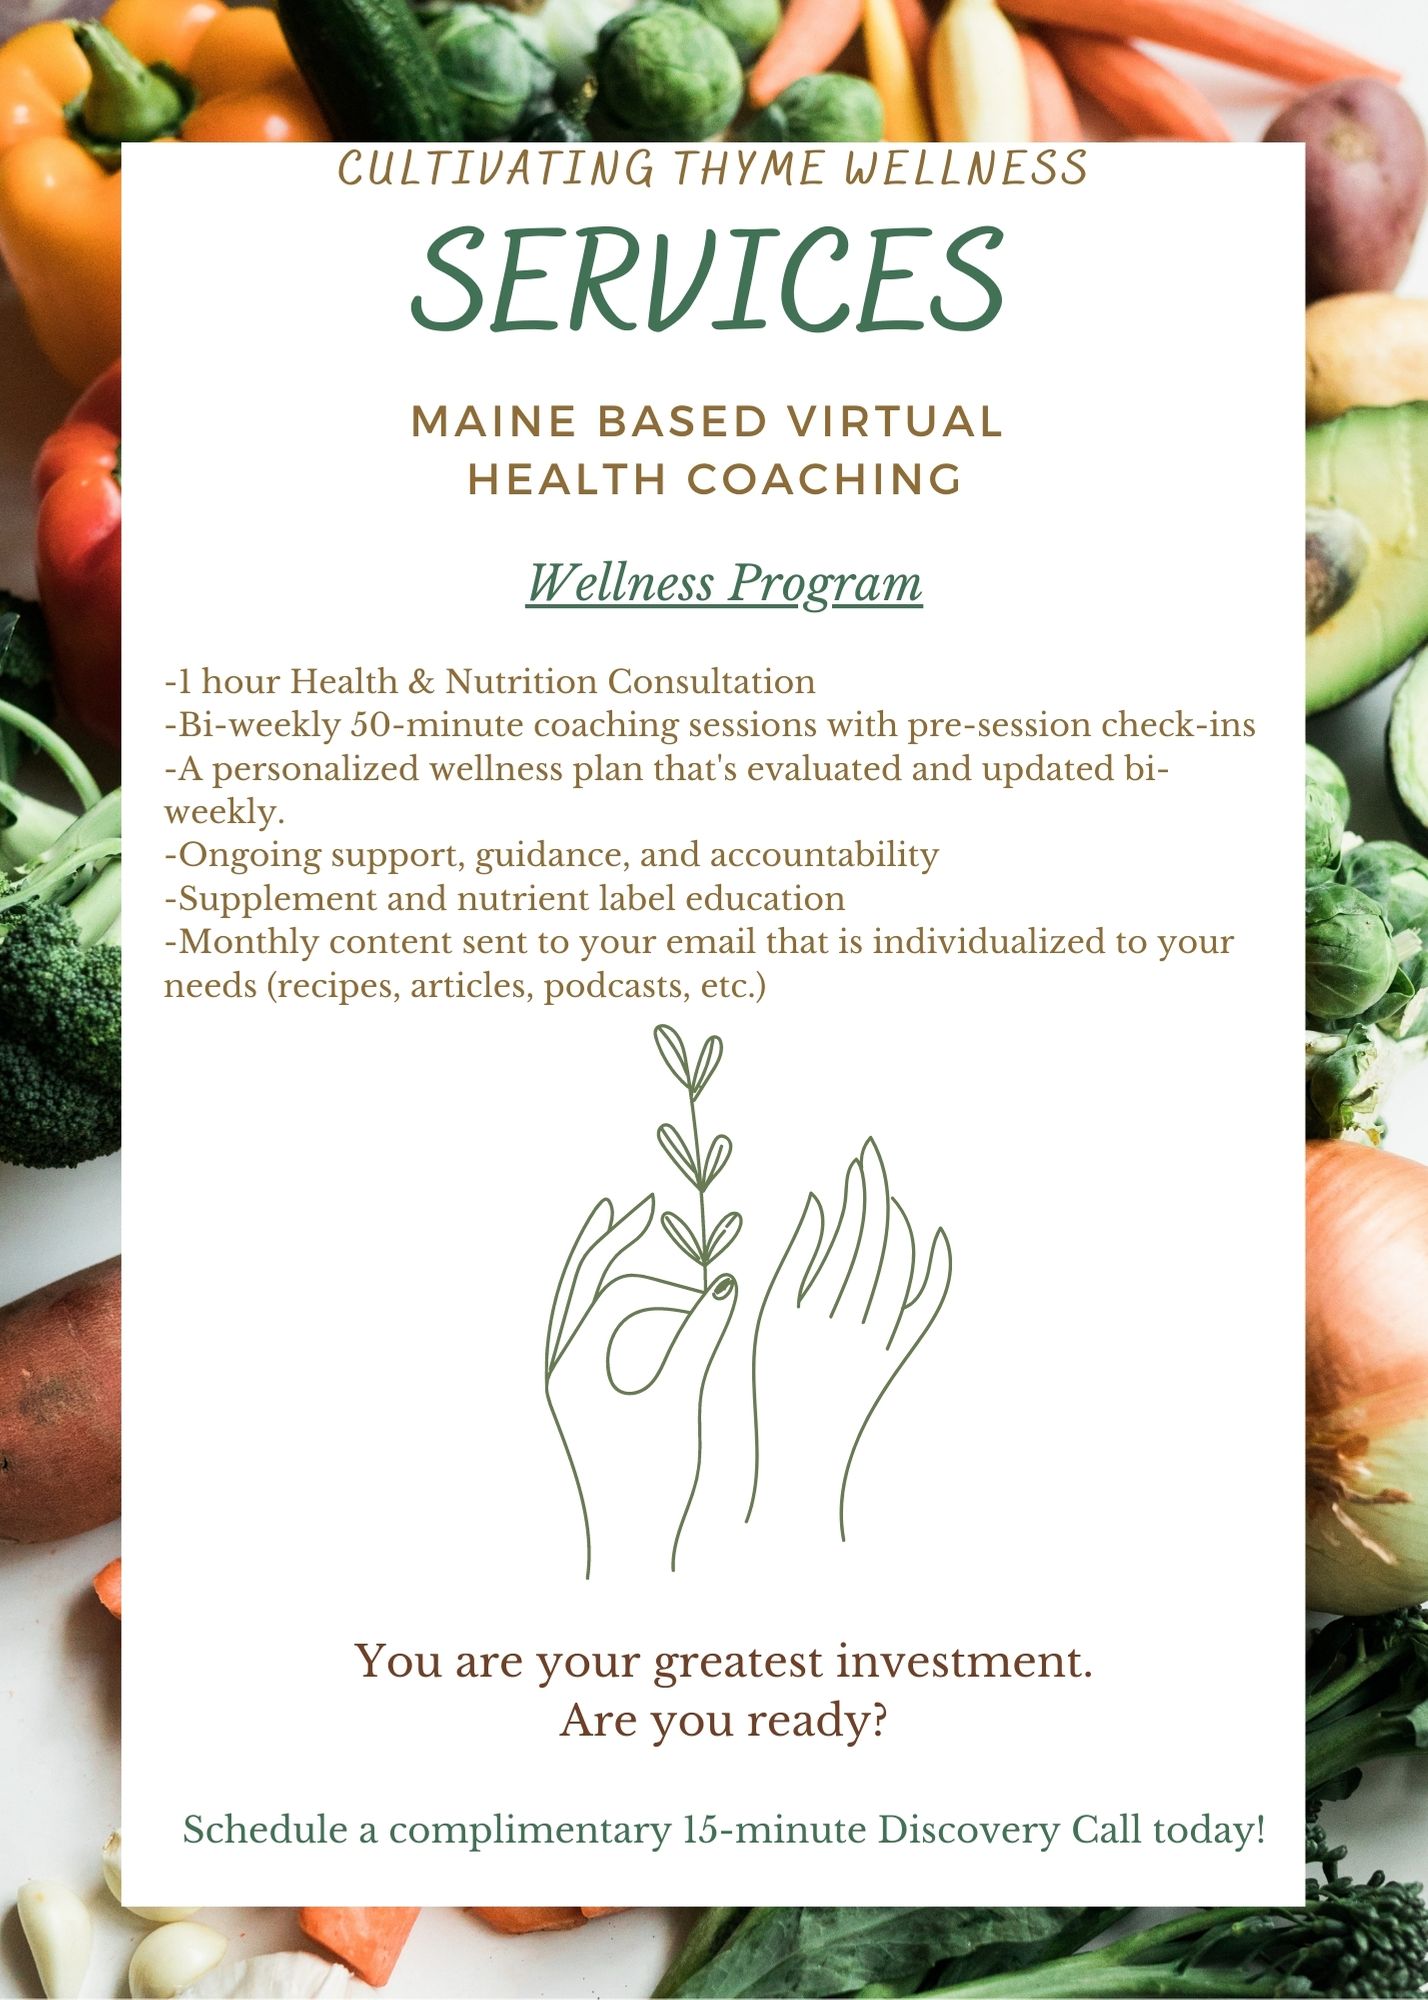 CULTIVATING THYME WELLNESS
SERVICES
MAINE BASED VIRTUAL
HEALTH COACHING
Wellness Program
-1 hour Health & Nutrition Consultation
-Bi-weekly 50-minute coaching sessions with pre-session check-ins
-A personalized wellness plan that's evaluated and updated bi-
weekly.
-Ongoing support, guidance, and accountability
-Supplement and nutrient label education
-Monthly content sent to your email that is individualized to your
needs (recipes, articles, podcasts, etc.)
You are your greatest investment.
Are you ready?
Schedule a complimentary 15-minute Discovery Call today!